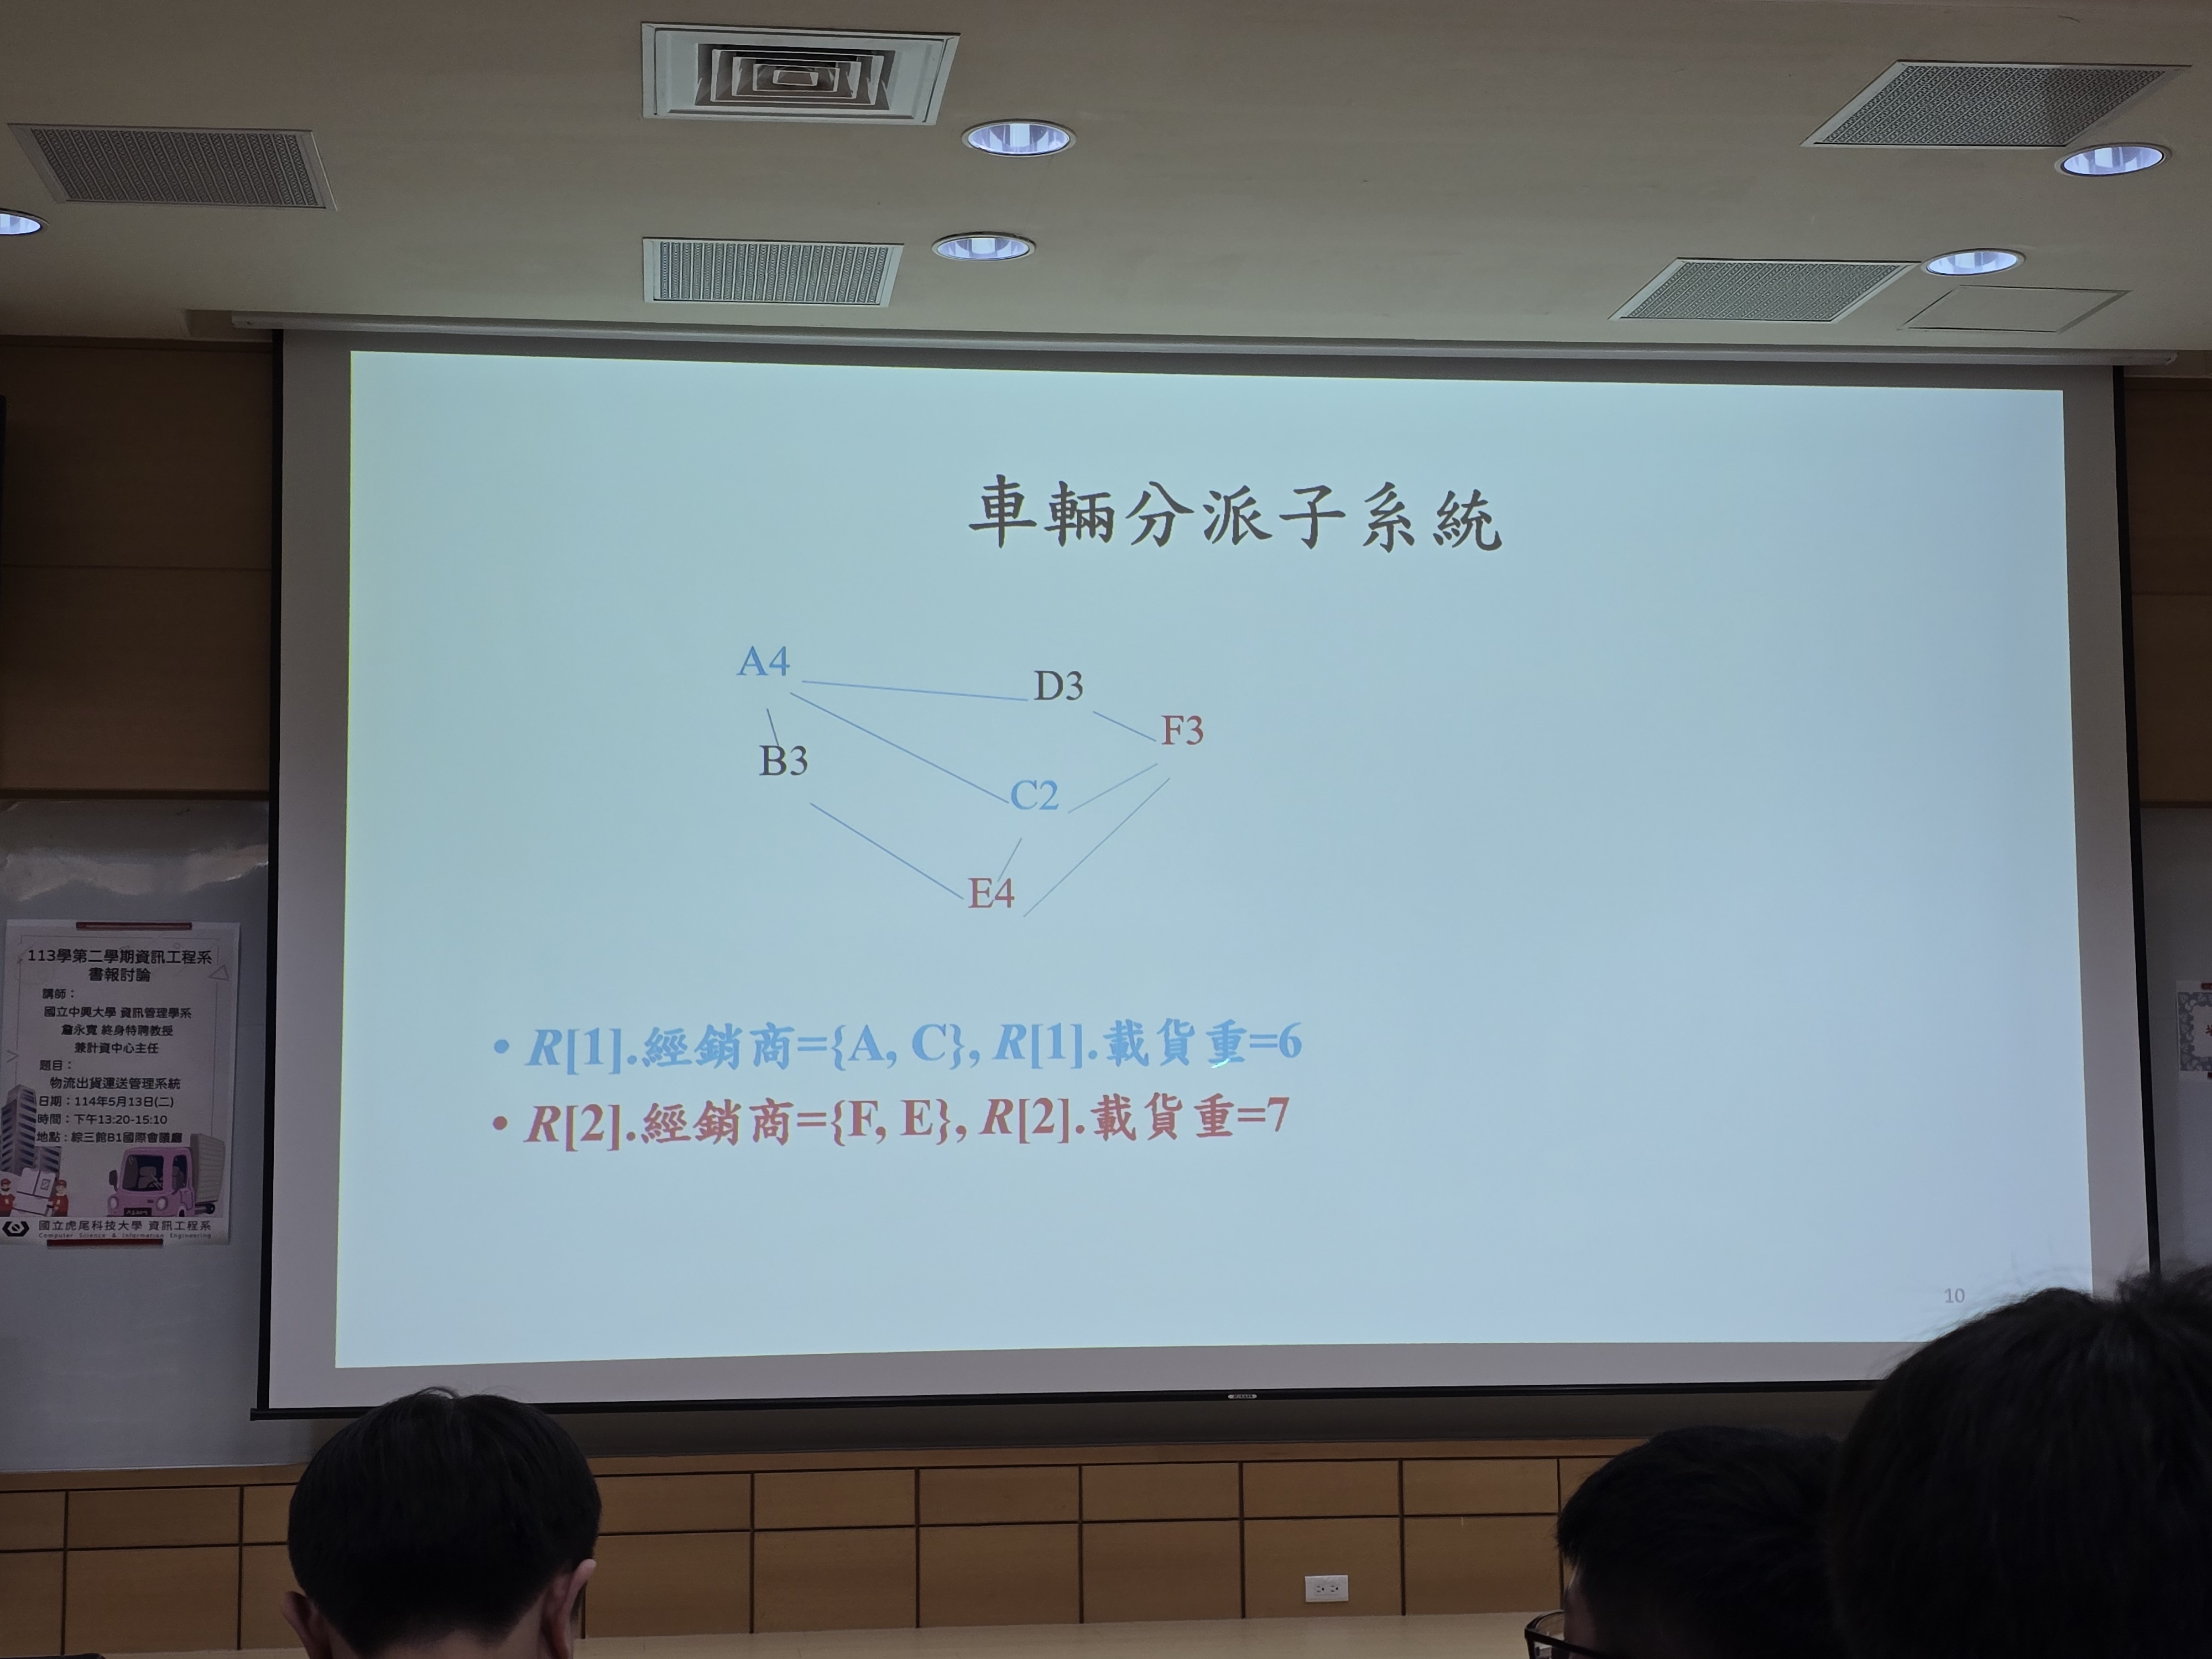 車輛分派子系統
A4
D3
F3
B3
C2
E4
• R[1].經銷商={A, C}, R[1].載貨重=6
• R[2].經銷商={F, E}, R[2].載貨重=7
10
113學第二學期資訊工程系
書報討論
講師：
國立中興大學 資訊管理學系
詹永寬 終身特聘教授
兼計資中心主任
題目：
物流出貨運送管理系統
日期：114年5月13日(二)
時間：下午13:20-15:10
地點：綜三館B1國際會議廳
國立虎尾科技大學 資訊工程系
Computer Science & Information Engineering